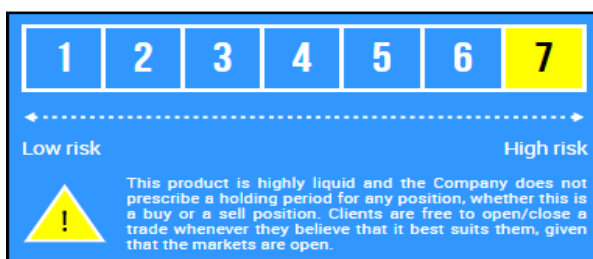 1 2 3 4 5 6 7
Low risk High risk
!
This product is highly liquid and the Company does not
prescribe a holding period for any position, whether this is
a buy or a sell position. Clients are free to open/close a
trade whenever they believe that it best suits them, given
that the markets are open.